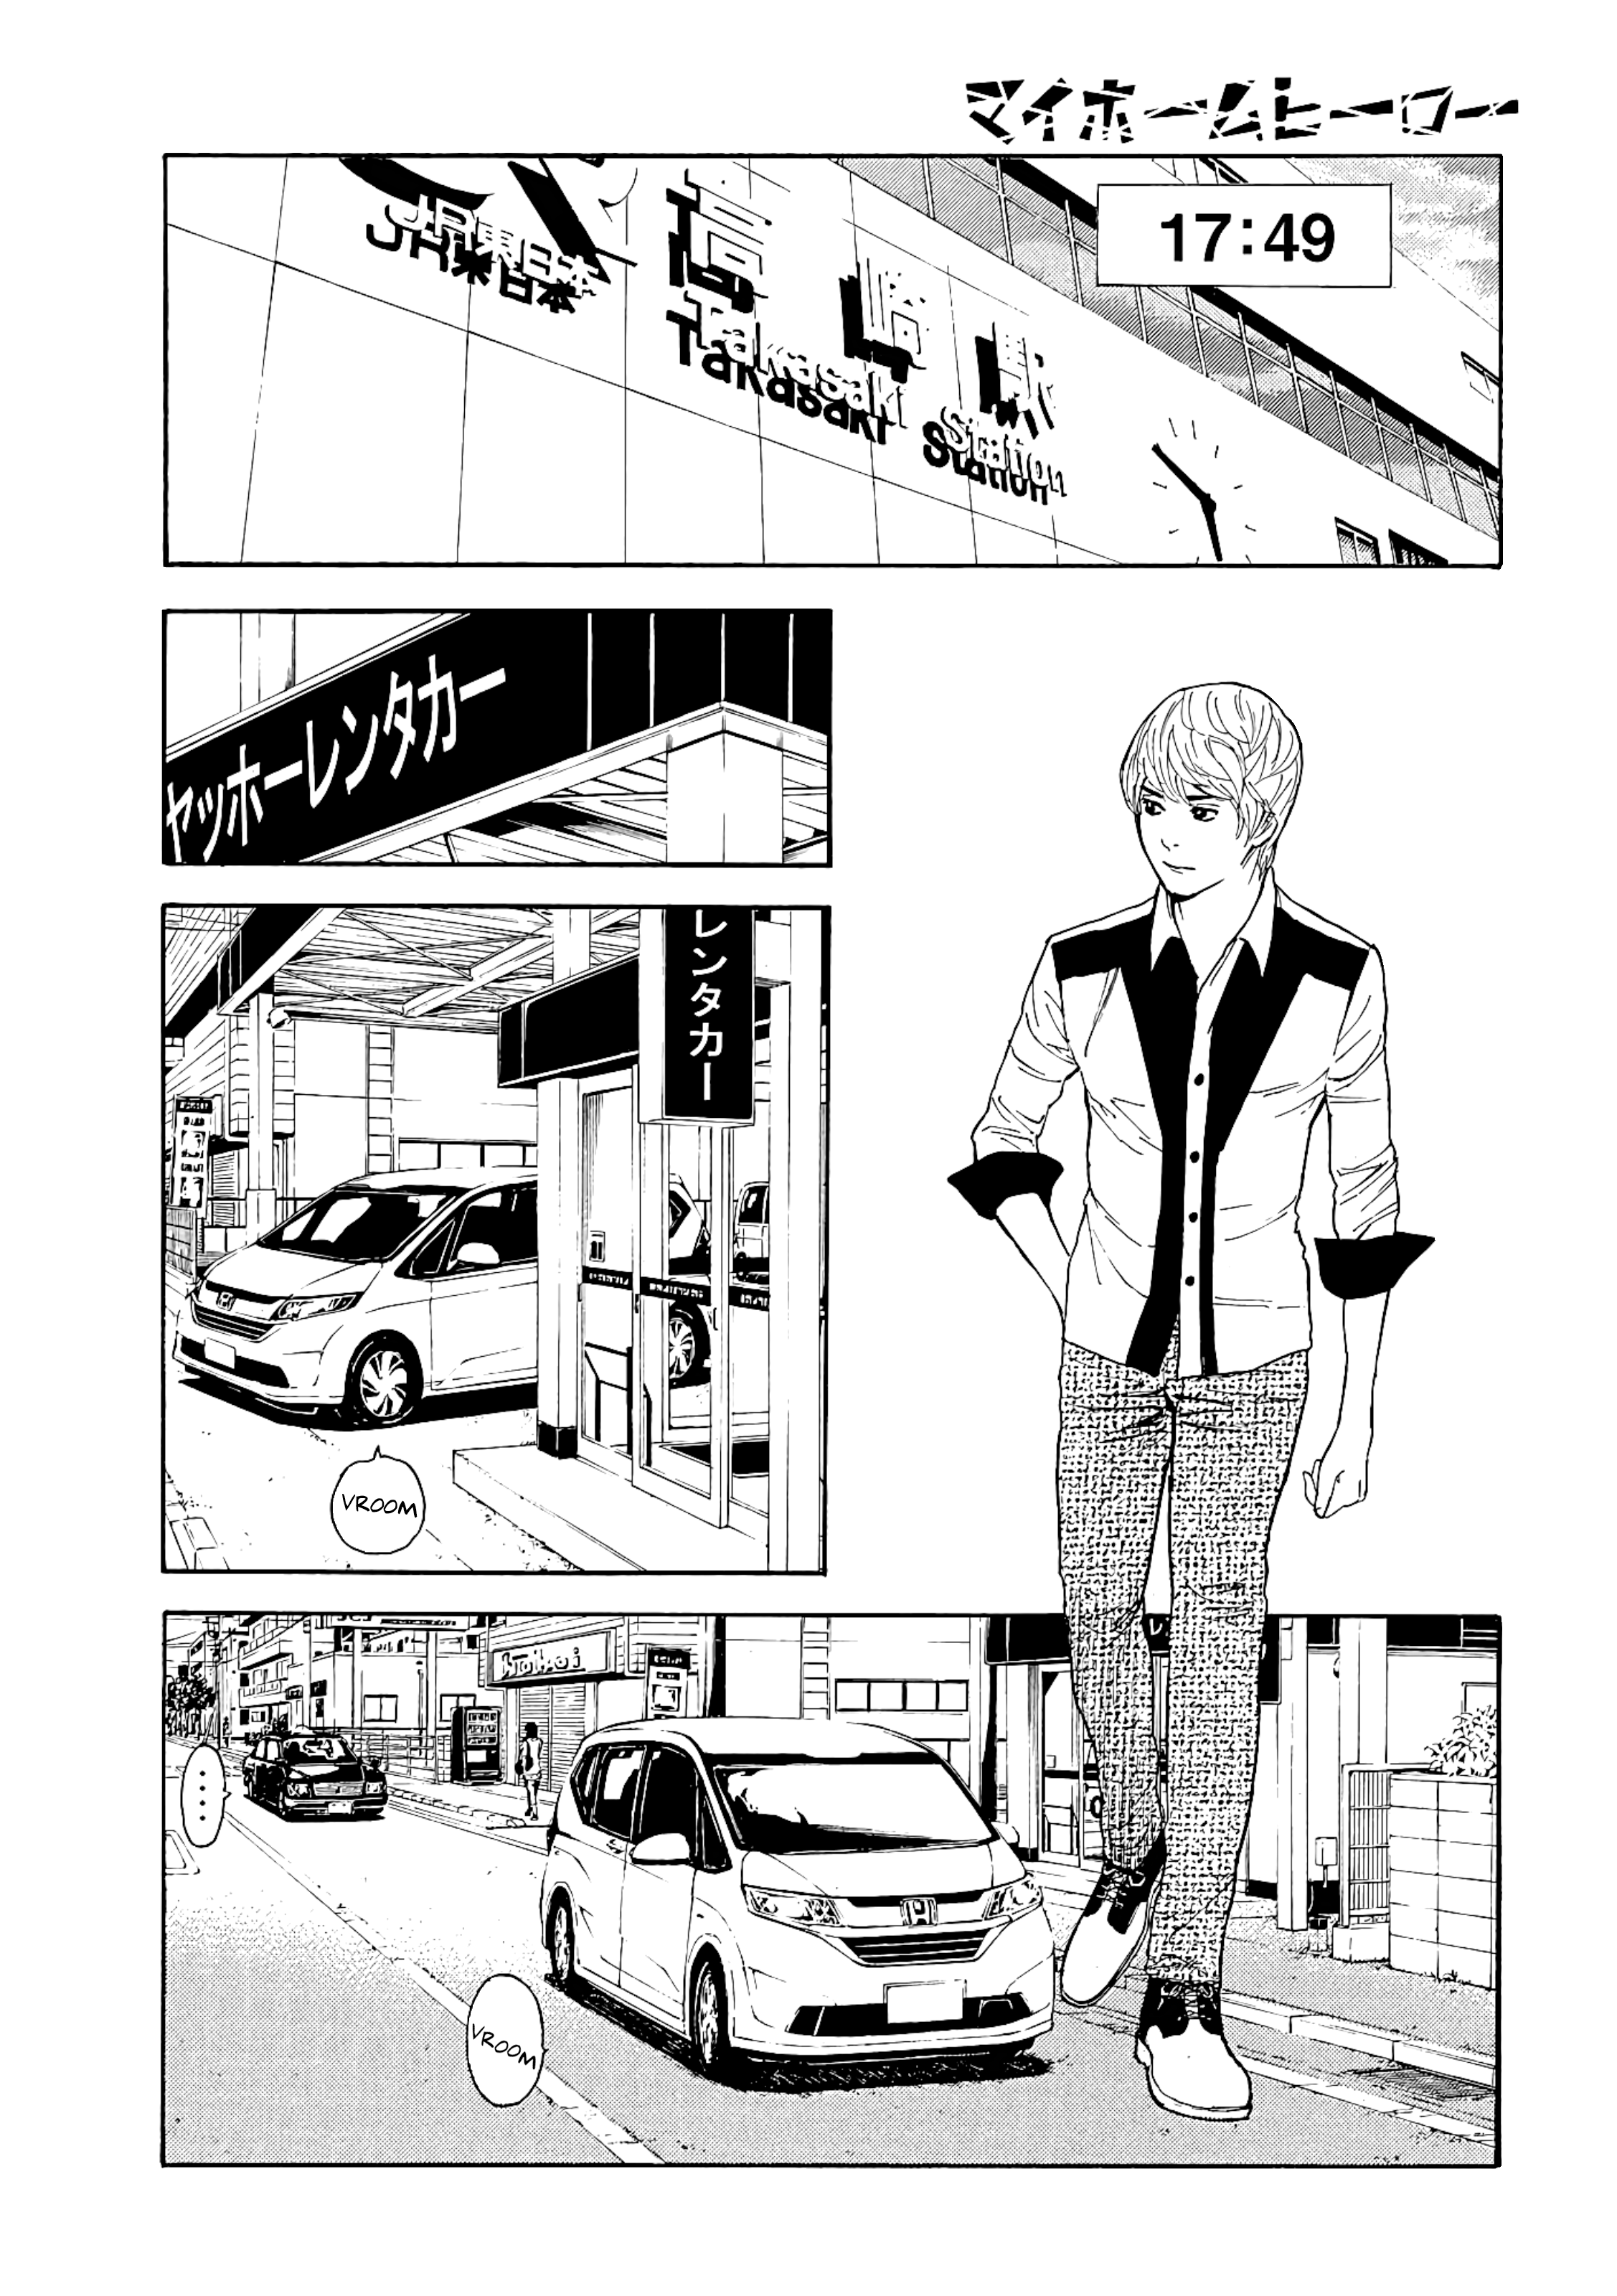 マイホームヒーロー
17:49
JR東日本
高崎駅
Takasaki
Station
ヤッホーレンタカー
レンタカー
VROOM
レ
....
VROOM